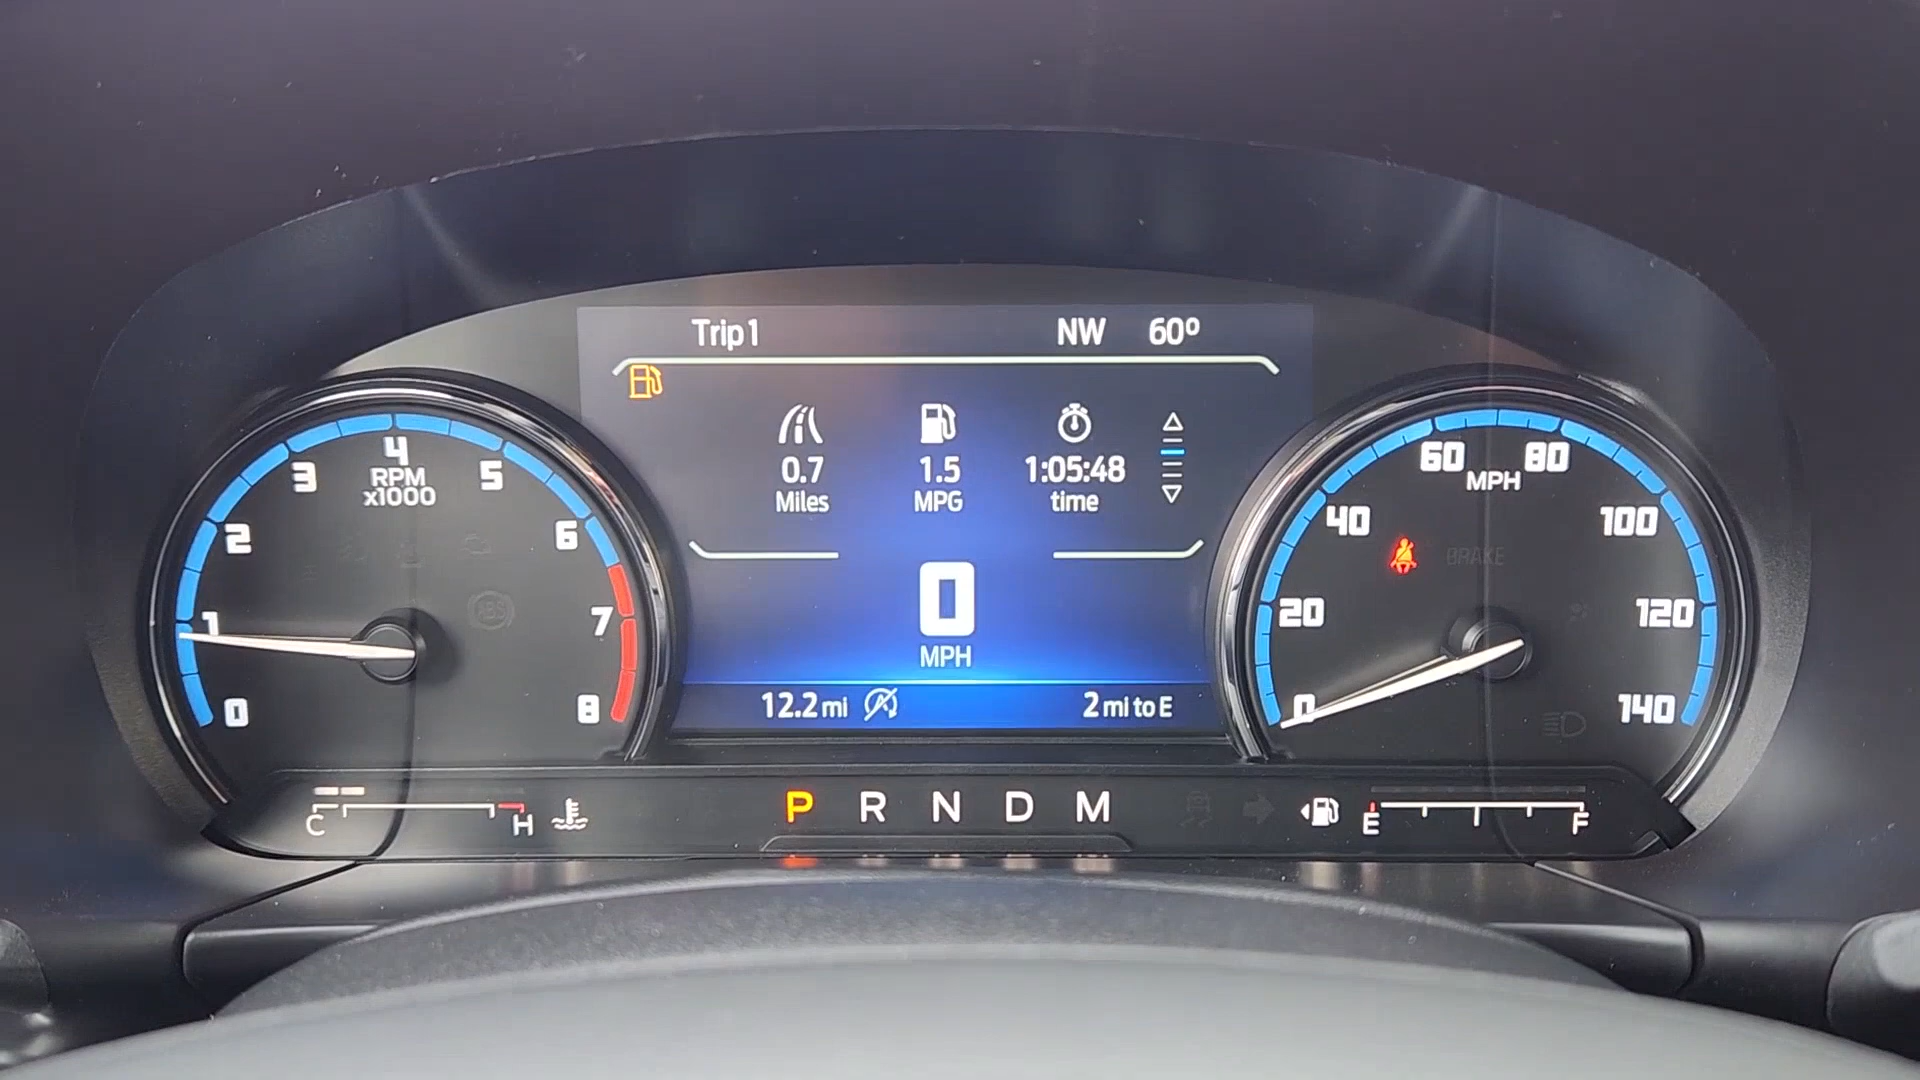 Trip 1 NW 60º
0.7 1.5 1:05:48
Miles MPG time
0 1 2 3 4 5 6 7 8
RPM
x1000
0
MPH
12.2 mi 2 mi to E
0 20 40 60 80 100 120 140
MPH
BRAKE
ABS
C H
P R N D M
E F